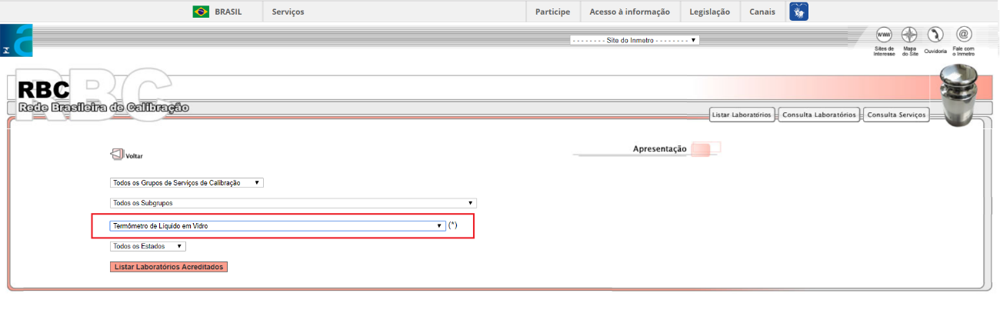 BRASIL Serviços Participe Acesso à informação Legislação Canais
- - - - - - - - Site do Inmetro - - - - - - - -
www @
Sites de Interesse Mapa do Site Ouvidoria Fale com o Inmetro
RBC
Rede Brasileira de Calibração
Listar Laboratórios Consulta Laboratórios Consulta Serviços
Voltar Apresentação
Todos os Grupos de Serviços de Calibração
Todos os Subgrupos
Termômetro de Líquido em Vidro (*)
Todos os Estados
Listar Laboratórios Acreditados